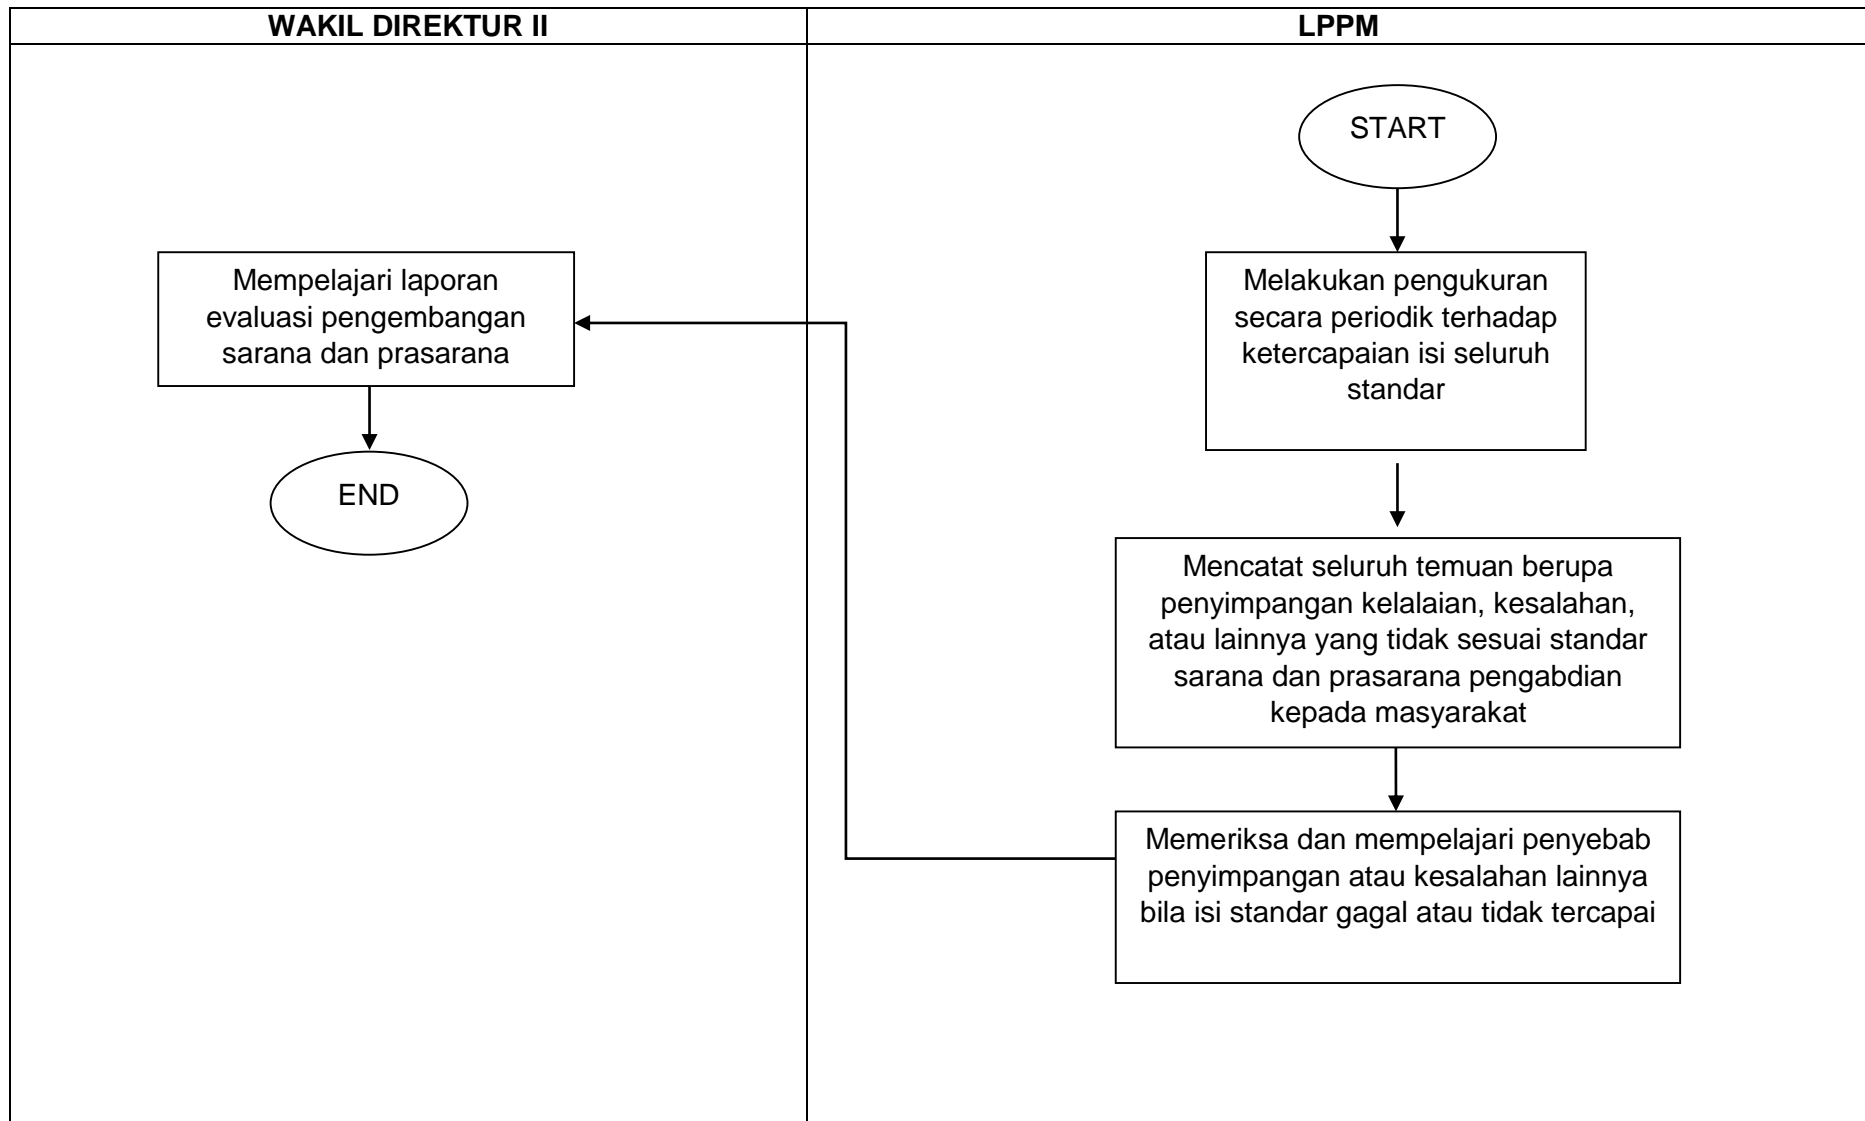 WAKIL DIREKTUR II
LPPM
START
Melakukan pengukuran
secara periodik terhadap
ketercapaian isi seluruh
standar
Mencatat seluruh temuan berupa
penyimpangan kelalaian, kesalahan,
atau lainnya yang tidak sesuai standar
sarana dan prasarana pengabdian
kepada masyarakat
Memeriksa dan mempelajari penyebab
penyimpangan atau kesalahan lainnya
bila isi standar gagal atau tidak tercapai
Mempelajari laporan
evaluasi pengembangan
sarana dan prasarana
END